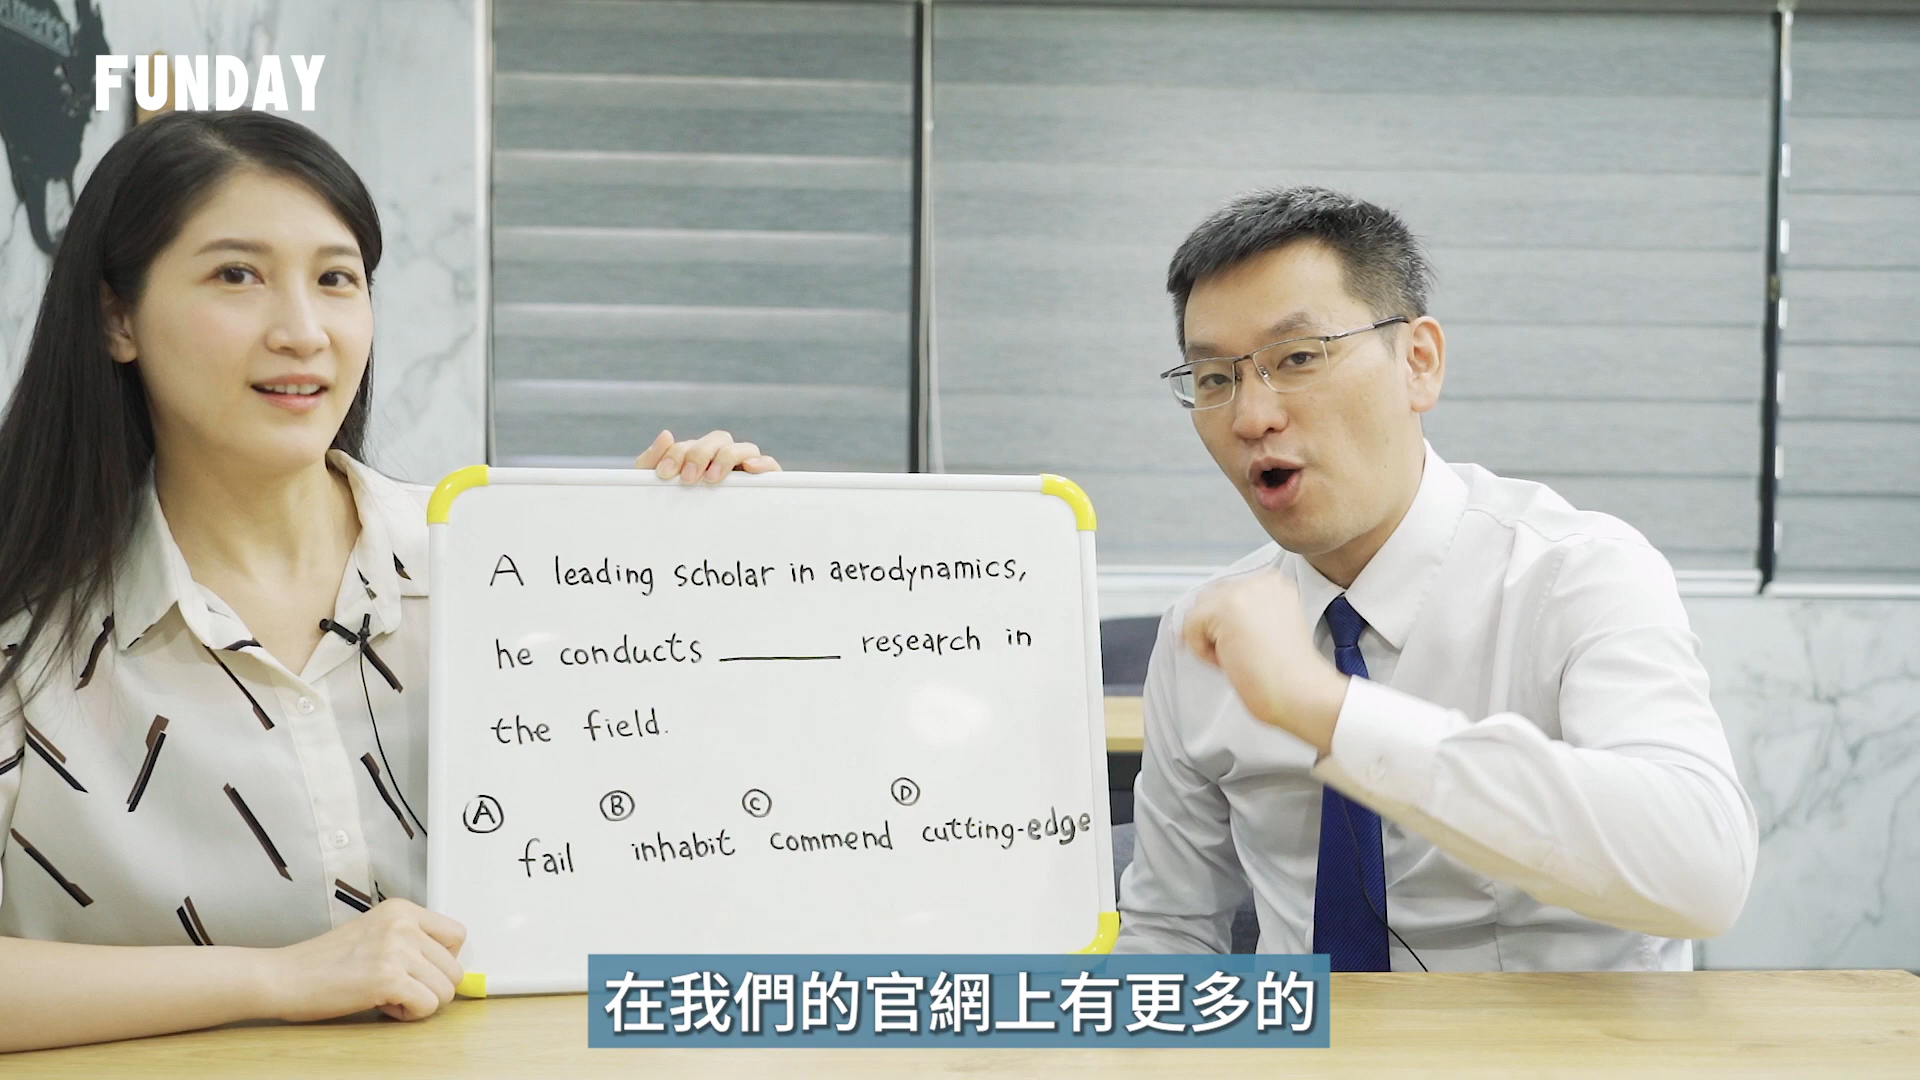 America
FUNDAY
A leading scholar in aerodynamics,
he conducts ______ research in
the field.
Ⓐ fail Ⓑ inhabit Ⓒ commend Ⓓ cutting-edge
在我們的官網上有更多的